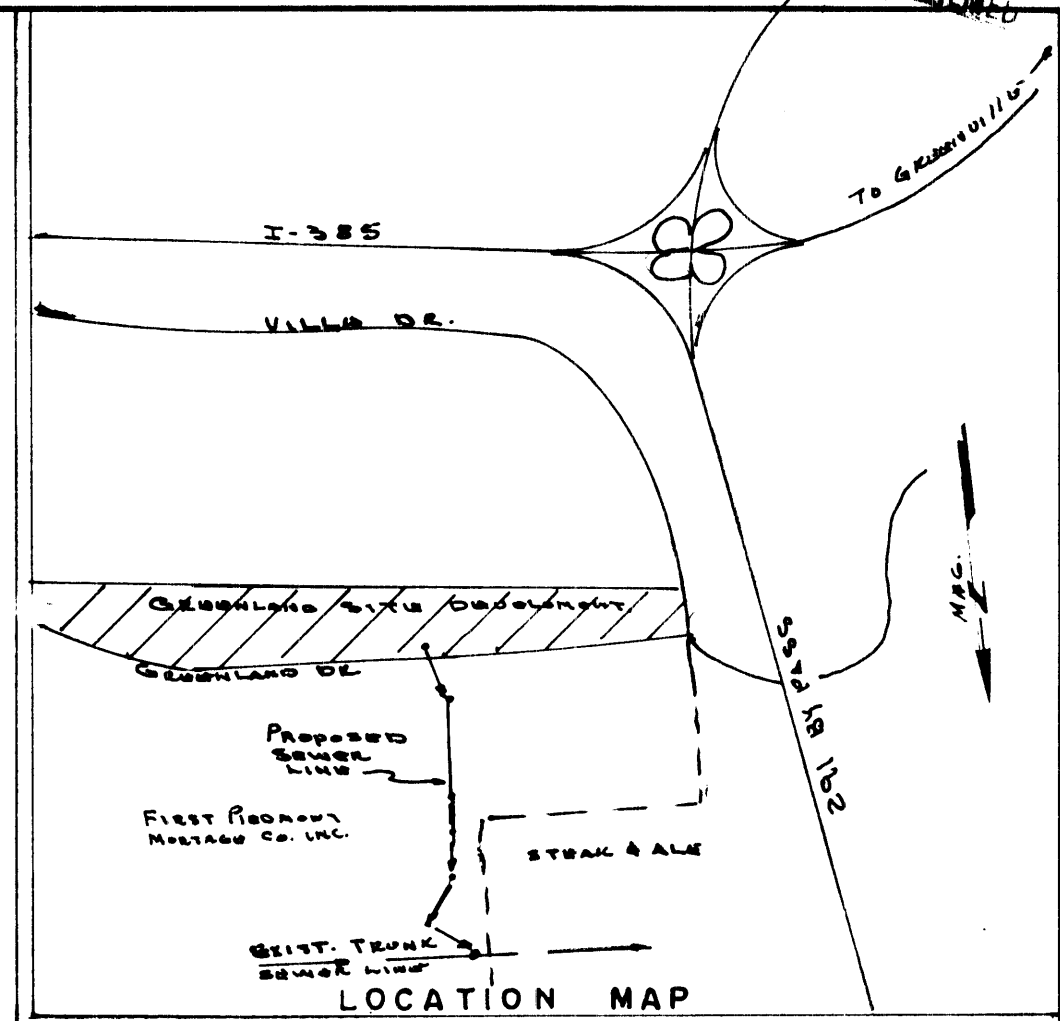 TO GREENVILLE
I-385
VILLA DR.
MAG.
GREENLAND SITE DEVELOMENT
GREENLAND DR
291 BY PASS
PROPOSED
SEWER
LINE
FIRST PIEDMONT
MORTAGE CO. INC.
STEAK & ALE
EXIST. TRUNK
SEWER LINE
LOCATION MAP